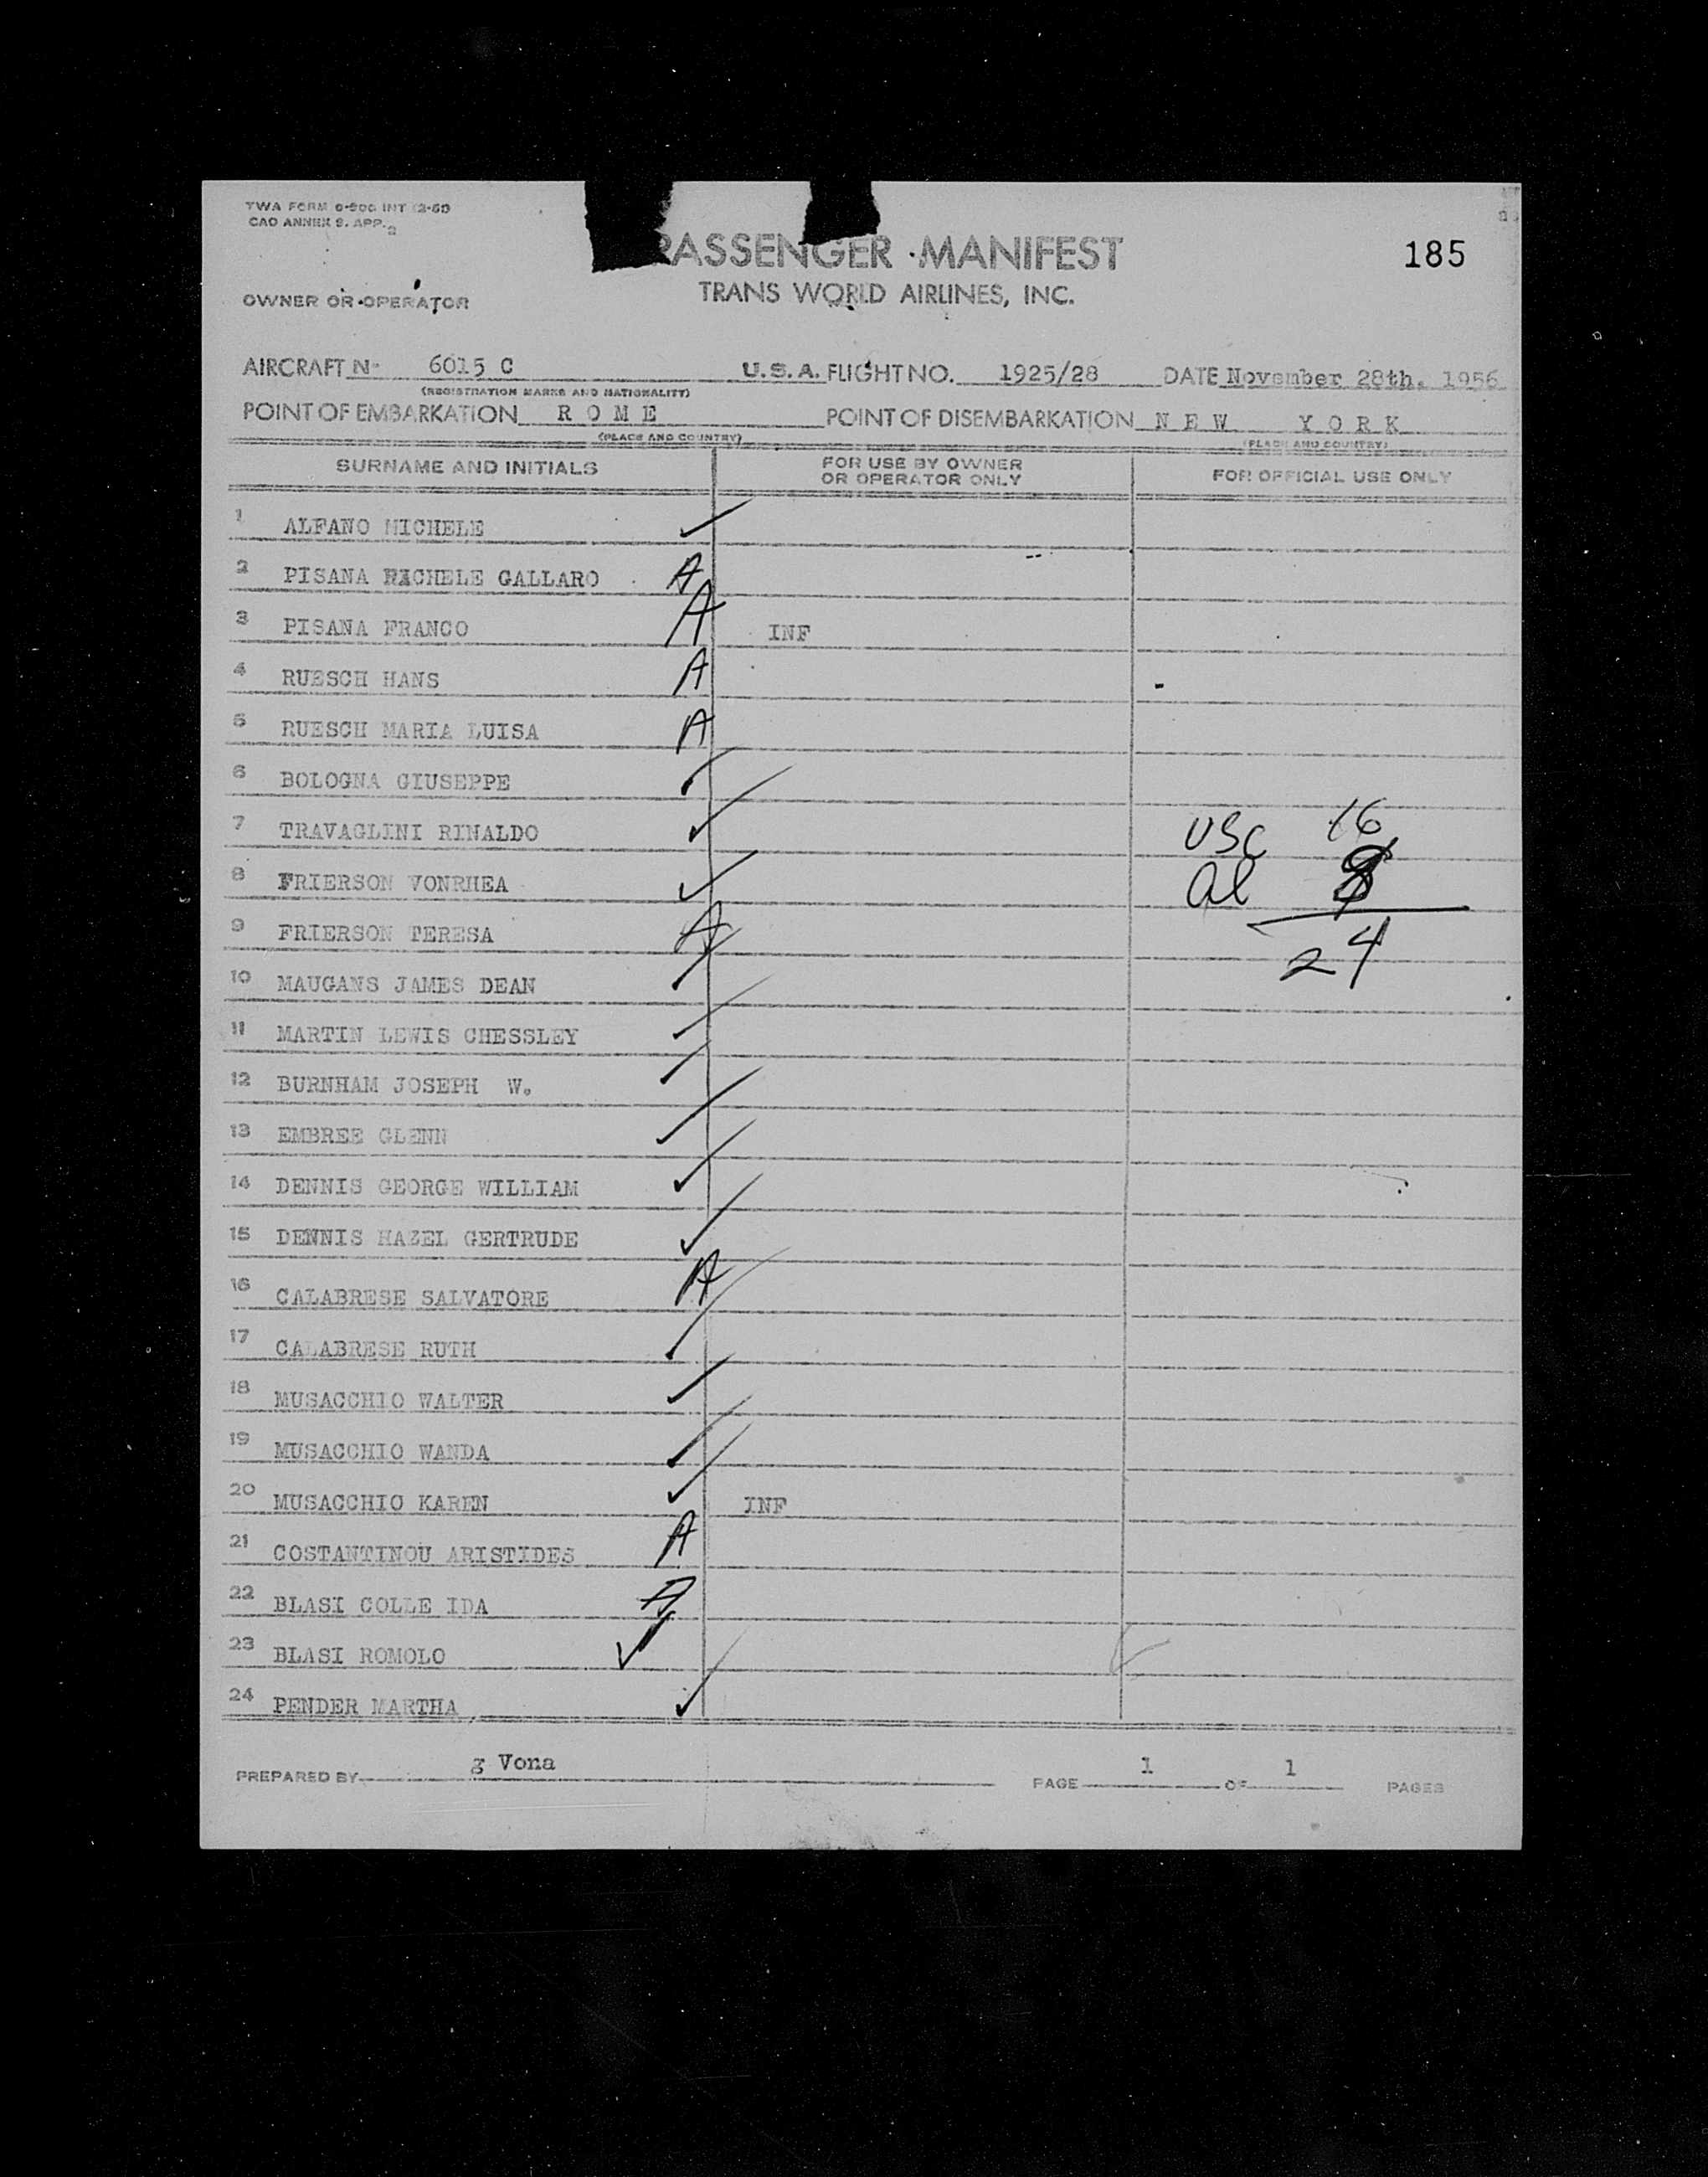 CAO ANNEX 9. APP. 2
PASSENGER MANIFEST
185
TRANS WORLD AIRLINES, INC.
OWNER OR OPERATOR
AIRCRAFT No 6015 C U.S.A. FLIGHT NO. 1925/28 DATE November 28th. 1956
(REGISTRATION MARKS AND NATIONALITY)
POINT OF EMBARKATION R O M E POINT OF DISEMBARKATION N E W Y O R K
(PLACE AND COUNTRY) (PLACE AND COUNTRY)
SURNAME AND INITIALS FOR USE BY OWNER OR OPERATOR ONLY FOR OFFICIAL USE ONLY
1 ALFANO MICHELE ✓
2 PISANA RACHELE GALLARO A
3 PISANA FRANCO A INF
4 RUESCH HANS A
5 RUESCH MARIA LUISA A
6 BOLOGNA GIUSEPPE ✓
7 TRAVAGLINI RINALDO ✓ USC 16
8 FRIERSON VONRHEA ✓ al 8
9 FRIERSON TERESA A 24
10 MAUGANS JAMES DEAN ✓
11 MARTIN LEWIS CHESSLEY ✓
12 BURNHAM JOSEPH W. ✓
13 EMBREE GLENN ✓
14 DENNIS GEORGE WILLIAM ✓
15 DENNIS HAZEL GERTRUDE ✓
16 CALABRESE SALVATORE A
17 CALABRESE RUTH ✓
18 MUSACCHIO WALTER ✓
19 MUSACCHIO WANDA ✓
20 MUSACCHIO KAREN ✓ INF
21 COSTANTINOU ARISTIDES A
22 BLASI COLLE IDA A
23 BLASI ROMOLO ✓
24 PENDER MARTHA ✓
PREPARED BY g Vona PAGE 1 OF 1 PAGES